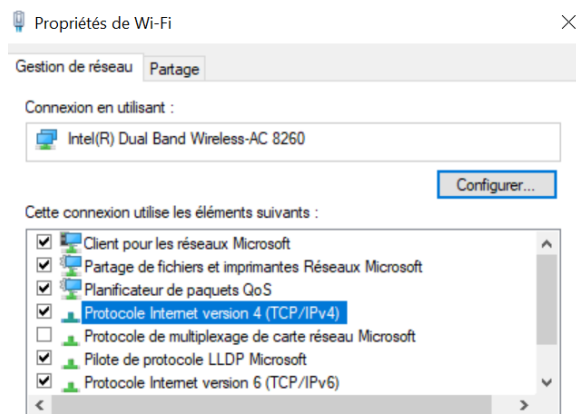 Propriétés de Wi-Fi
Gestion de réseau Partage
Connexion en utilisant :
Intel(R) Dual Band Wireless-AC 8260
Configurer...
Cette connexion utilise les éléments suivants :
Client pour les réseaux Microsoft
Partage de fichiers et imprimantes Réseaux Microsoft
Planificateur de paquets QoS
Protocole Internet version 4 (TCP/IPv4)
Protocole de multiplexage de carte réseau Microsoft
Pilote de protocole LLDP Microsoft
Protocole Internet version 6 (TCP/IPv6)